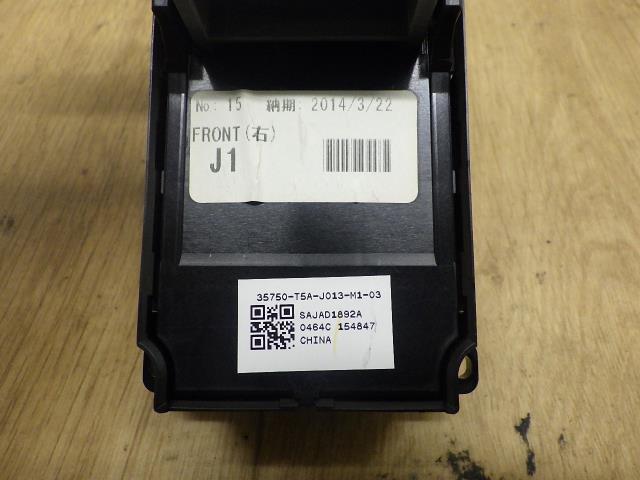 No: 15 納期: 2014/3/22
FRONT(右)
J1
35750-T5A-J013-M1-03
SAJAD1892A
0464C 154847
CHINA